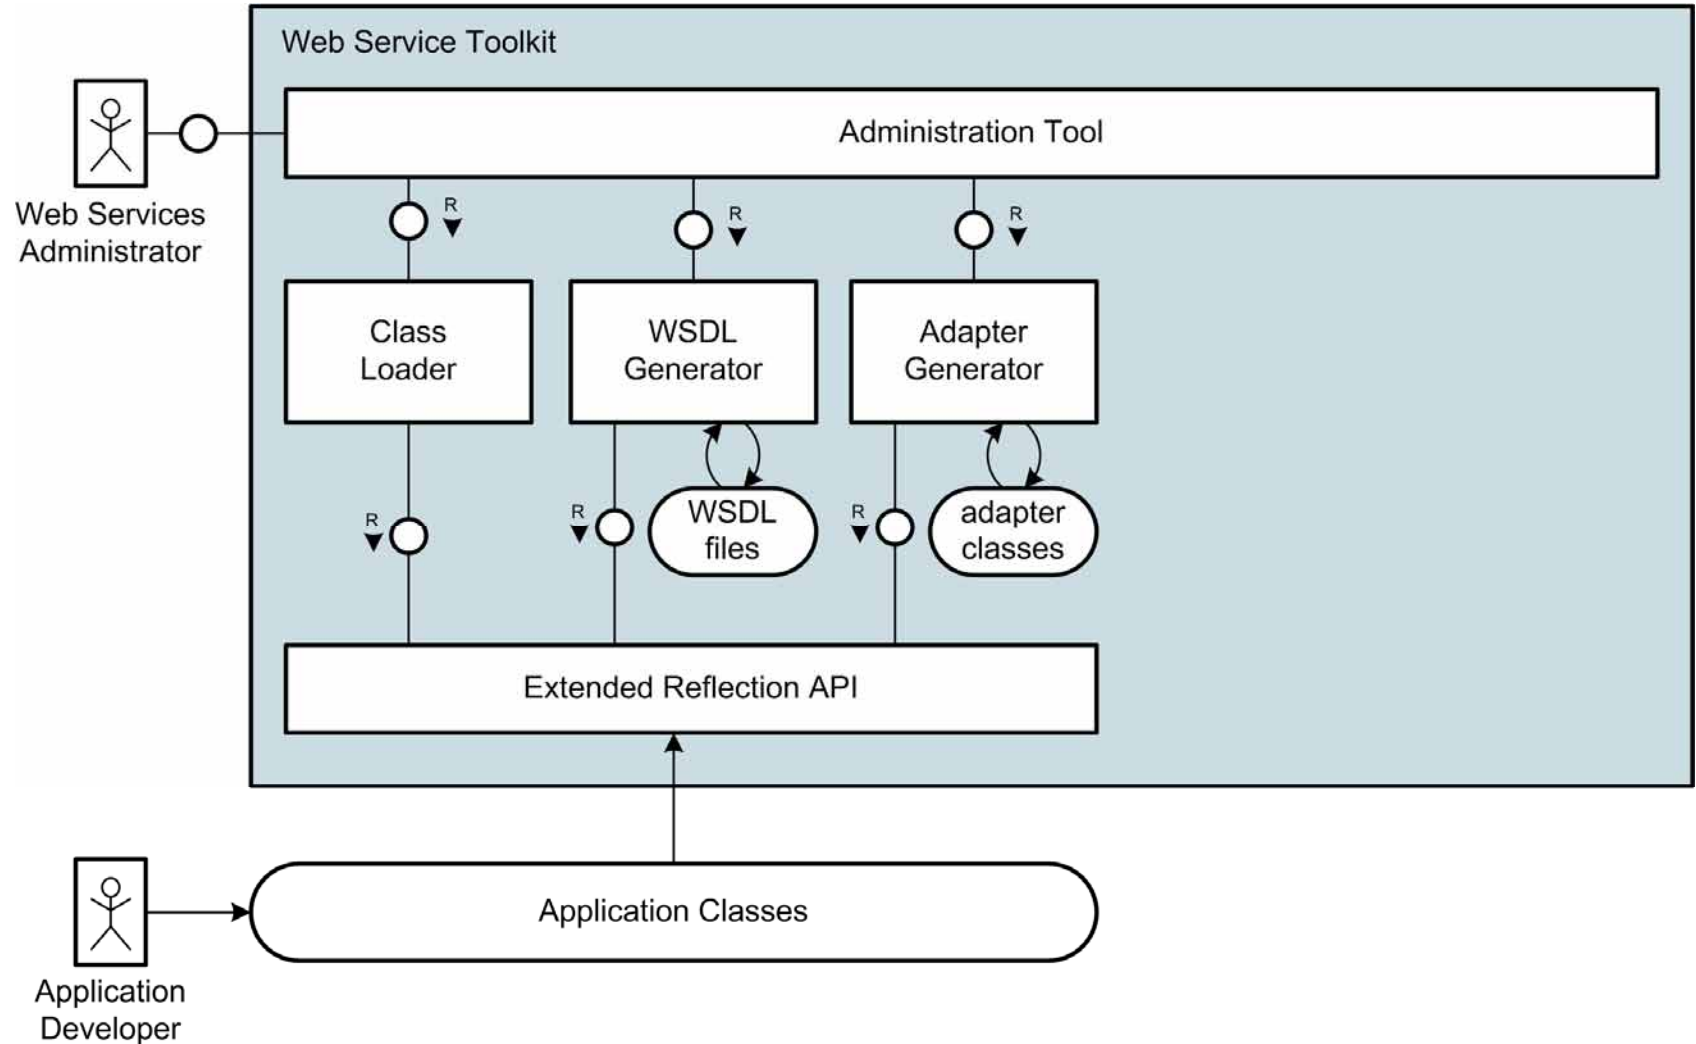 Web Service Toolkit
Administration Tool
Web Services
Administrator
R
R
R
Class
Loader
WSDL
Generator
Adapter
Generator
R
R
R
WSDL
files
adapter
classes
Extended Reflection API
Application Classes
Application
Developer